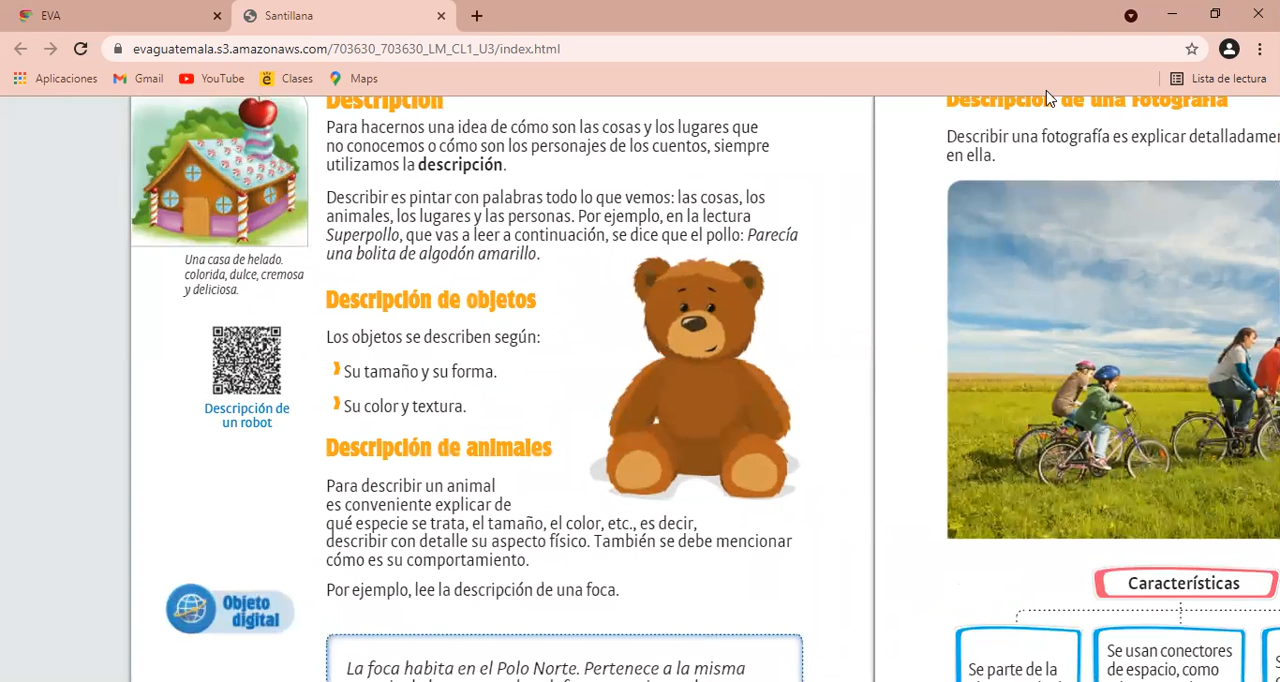 EVA
Santillana
evaguatemala.s3.amazonaws.com/703630_703630_LM_CL1_U3/index.html
Aplicaciones
Gmail
YouTube
Clases
Maps
Lista de lectura
Una casa de helado.
colorida, dulce, cremosa
y deliciosa.
Descripción de
un robot
Objeto
digital
Descripción
Para hacernos una idea de cómo son las cosas y los lugares que
no conocemos o cómo son los personajes de los cuentos, siempre
utilizamos la descripción.
Describir es pintar con palabras todo lo que vemos: las cosas, los
animales, los lugares y las personas. Por ejemplo, en la lectura
Superpollo, que vas a leer a continuación, se dice que el pollo: Parecía
una bolita de algodón amarillo.
Descripción de objetos
Los objetos se describen según:
Su tamaño y su forma.
Su color y textura.
Descripción de animales
Para describir un animal
es conveniente explicar de
qué especie se trata, el tamaño, el color, etc., es decir,
describir con detalle su aspecto físico. También se debe mencionar
cómo es su comportamiento.
Por ejemplo, lee la descripción de una foca.
La foca habita en el Polo Norte. Pertenece a la misma
Descripción de una fotografía
Describir una fotografía es explicar detalladamen
en ella.
Características
Se parte de la
Se usan conectores
de espacio, como